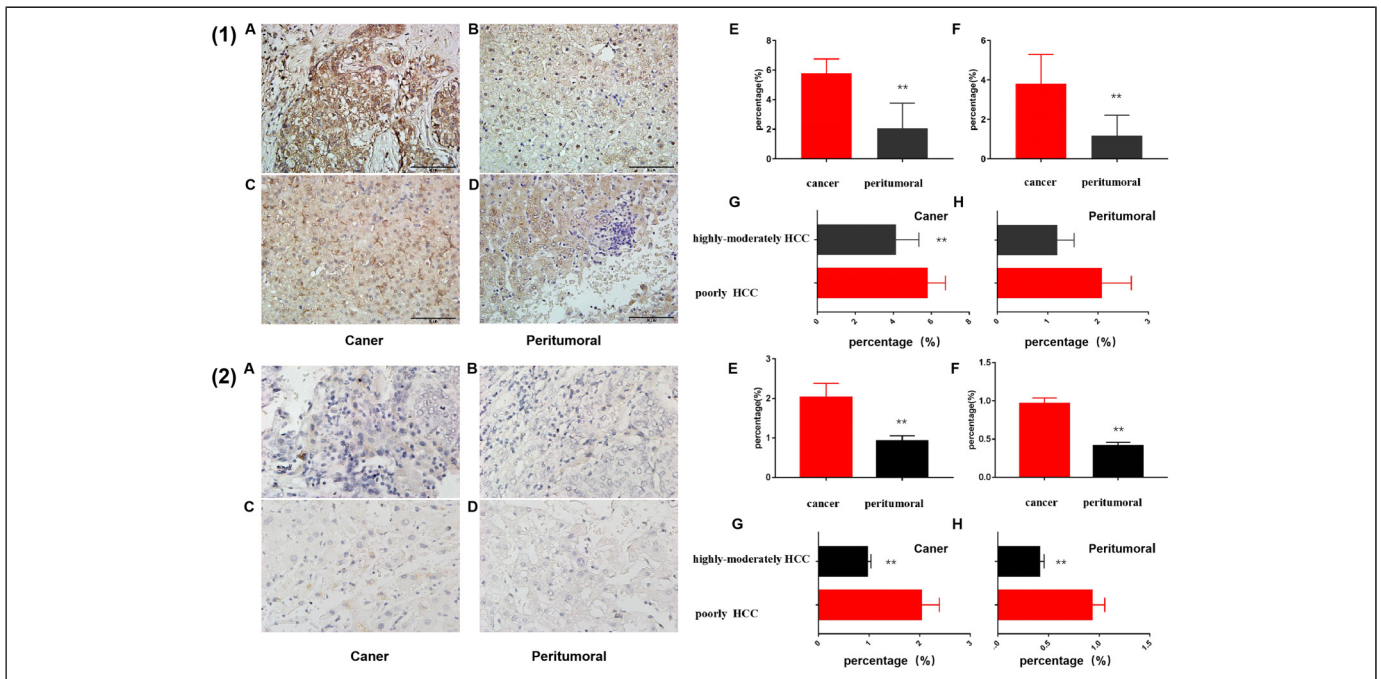 (1)
A
B
C
D
Caner
Peritumoral
E
percentage(%)
8
6
4
2
0
**
cancer
peritumoral
F
percentage(%)
6
4
2
0
**
cancer
peritumoral
G
Caner
highly-moderately HCC
**
poorly HCC
0
2
4
6
8
percentage (%)
H
Peritumoral
0
1
2
3
percentage (%)
(2)
A
B
C
D
Caner
Peritumoral
E
percentage(%)
3
2
1
0
**
cancer
peritumoral
F
percentage(%)
1.5
1.0
0.5
0.0
**
cancer
peritumoral
G
Caner
highly-moderately HCC
**
poorly HCC
0
1
2
3
percentage (%)
H
Peritumoral
**
.0
0.5
1.0
1.5
percentage (%)